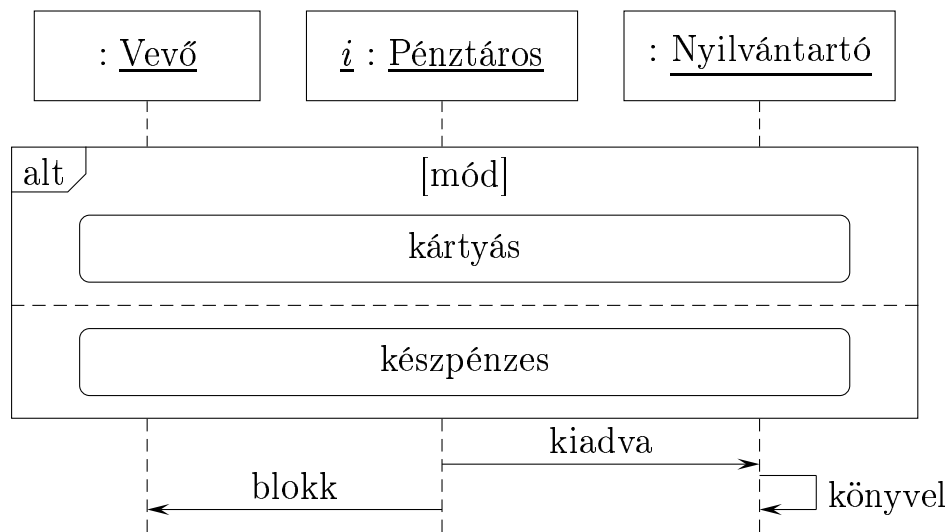 : Vevő
i : Pénztáros
: Nyilvántartó
alt
[mód]
kártyás
készpénzes
kiadva
blokk
könyvel